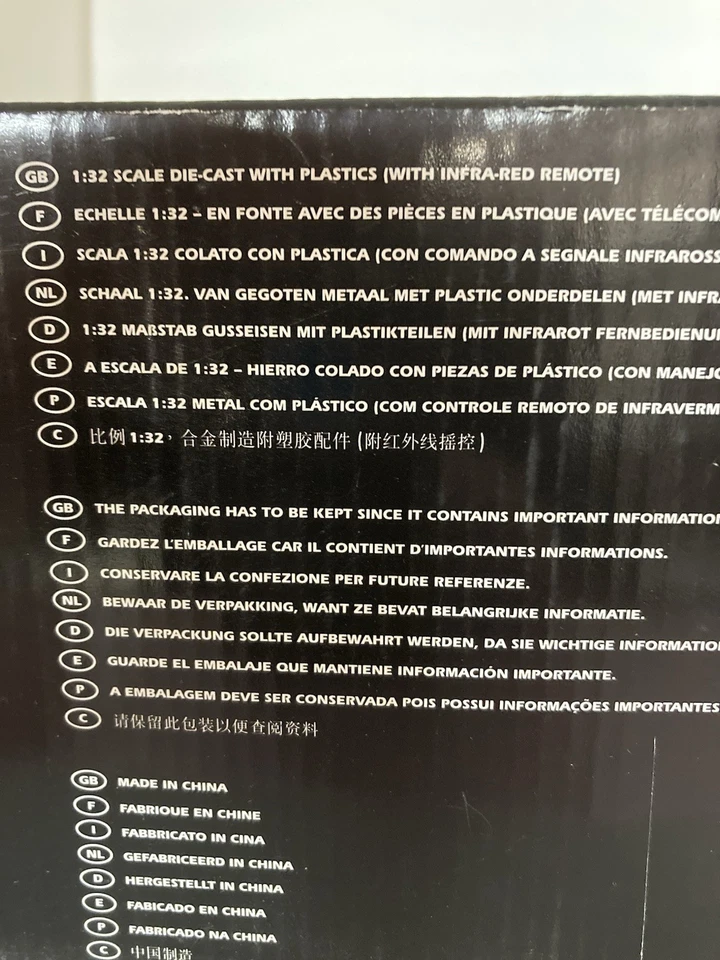 GB 1:32 SCALE DIE-CAST WITH PLASTICS (WITH INFRA-RED REMOTE)
F ECHELLE 1:32 – EN FONTE AVEC DES PIÈCES EN PLASTIQUE (AVEC TÉLÉCOM
I SCALA 1:32 COLATO CON PLASTICA (CON COMANDO A SEGNALE INFRAROSS
NL SCHAAL 1:32. VAN GEGOTEN METAAL MET PLASTIC ONDERDELEN (MET INFR
D 1:32 MAßSTAB GUSSEISEN MIT PLASTIKTEILEN (MIT INFRAROT FERNBEDIENU
E A ESCALA DE 1:32 – HIERRO COLADO CON PIEZAS DE PLÁSTICO (CON MANEJO
P ESCALA 1:32 METAL COM PLÁSTICO (COM CONTROLE REMOTO DE INFRAVERM
C 比例 1:32，合金制造附塑胶配件 (附红外线摇控)
GB THE PACKAGING HAS TO BE KEPT SINCE IT CONTAINS IMPORTANT INFORMATION
F GARDEZ L'EMBALLAGE CAR IL CONTIENT D'IMPORTANTES INFORMATIONS.
I CONSERVARE LA CONFEZIONE PER FUTURE REFERENZE.
NL BEWAAR DE VERPAKKING, WANT ZE BEVAT BELANGRIJKE INFORMATIE.
D DIE VERPACKUNG SOLLTE AUFBEWAHRT WERDEN, DA SIE WICHTIGE INFORMATIO
E GUARDE EL EMBALAJE QUE MANTIENE INFORMACIÓN IMPORTANTE.
P A EMBALAGEM DEVE SER CONSERVADA POIS POSSUI INFORMAÇÕES IMPORTANTES
C 请保留此包装以便查阅资料
GB MADE IN CHINA
F FABRIQUE EN CHINE
I FABBRICATO IN CINA
NL GEFABRICEERD IN CHINA
D HERGESTELLT IN CHINA
E FABICADO EN CHINA
P FABRICADO NA CHINA
C 中国制造